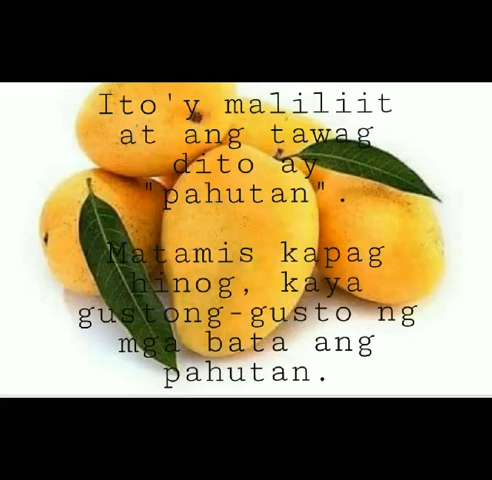 Ito'y maliliit
at ang tawag
dito ay
"pahutan".
Matamis kapag
hinog, kaya
gustong-gusto ng
mga bata ang
pahutan.